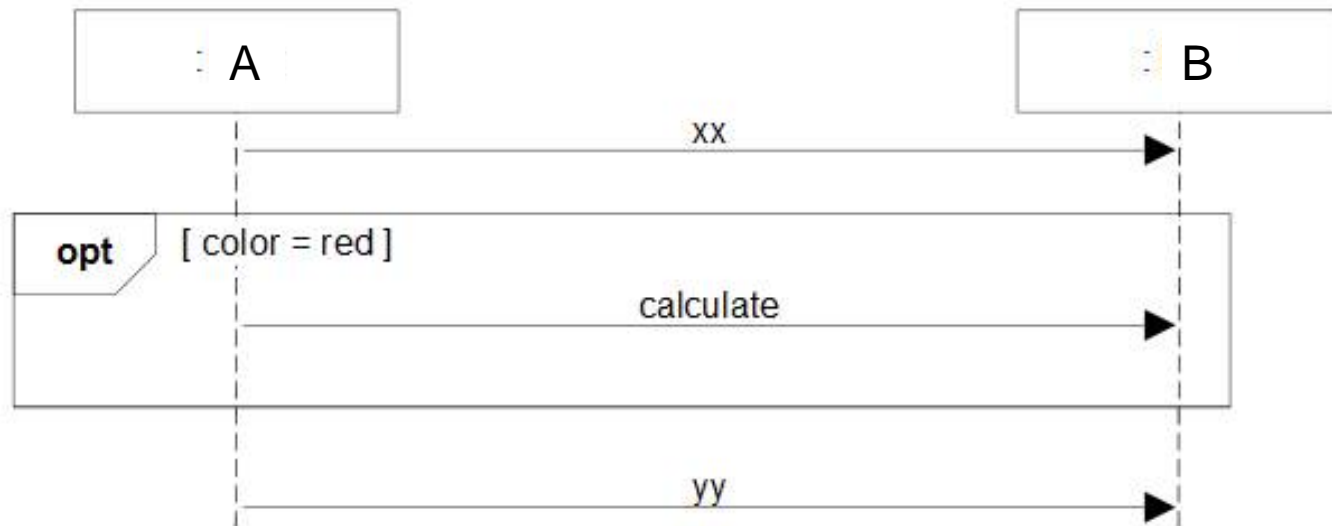 : A
: B
xx
opt [ color = red ]
calculate
yy